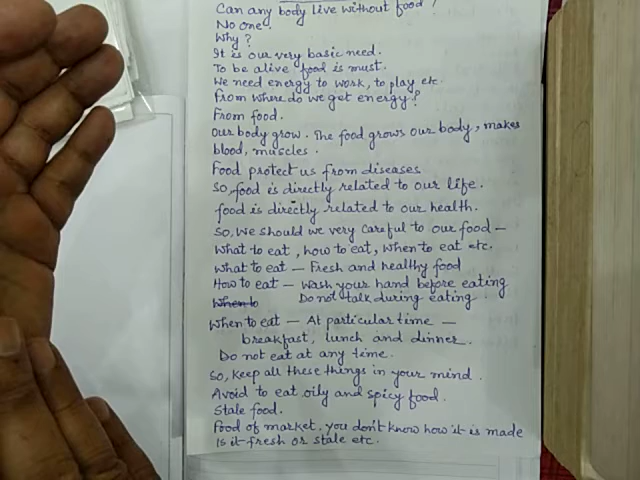 Can any body live without food?
No one.
Why?
It is our very basic need.
To be alive food is must.
We need energy to work, to play etc.
From where do we get energy?
From food.
Our body grow. The food grows our body, makes
blood, muscles.
Food protect us from diseases
So, food is directly related to our life.
food is directly related to our health.
So, we should we very careful to our food -
What to eat, how to eat, when to eat etc.
What to eat - Fresh and healthy food
How to eat - Wash your hand before eating
When to Do not talk during eating.
When to eat - At particular time -
breakfast, lunch and dinner.
Do not eat at any time.
So, keep all these things in your mind.
Avoid to eat oily and spicy food.
Stale food.
Food of market, you don't know how it is made
Is it fresh or stale etc.